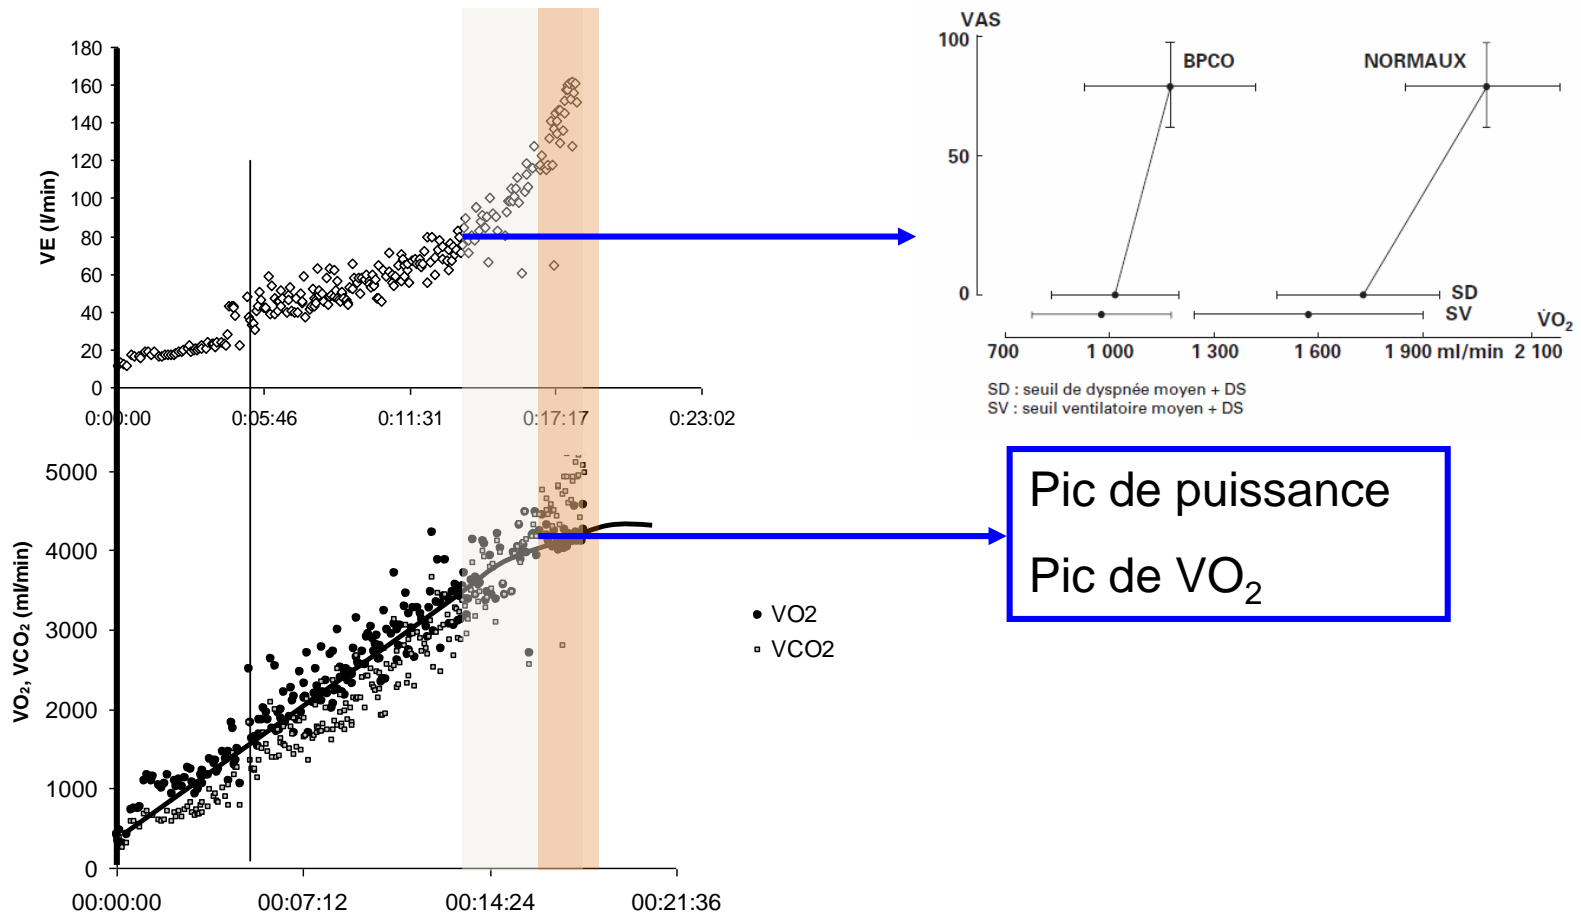 180
160
140
120
100
80
60
40
20
0
VE (l/min)
0:00:00 0:05:46 0:11:31 0:17:17 0:23:02
VAS
100
50
0
BPCO NORMAUX
SD
SV
V̇O₂
700 1 000 1 300 1 600 1 900 ml/min 2 100
SD : seuil de dyspnée moyen + DS
SV : seuil ventilatoire moyen + DS
5000
4000
3000
2000
1000
0
VO₂, VCO₂ (ml/min)
00:00:00 00:07:12 00:14:24 00:21:36
VO2
VCO2
Pic de puissance
Pic de VO₂